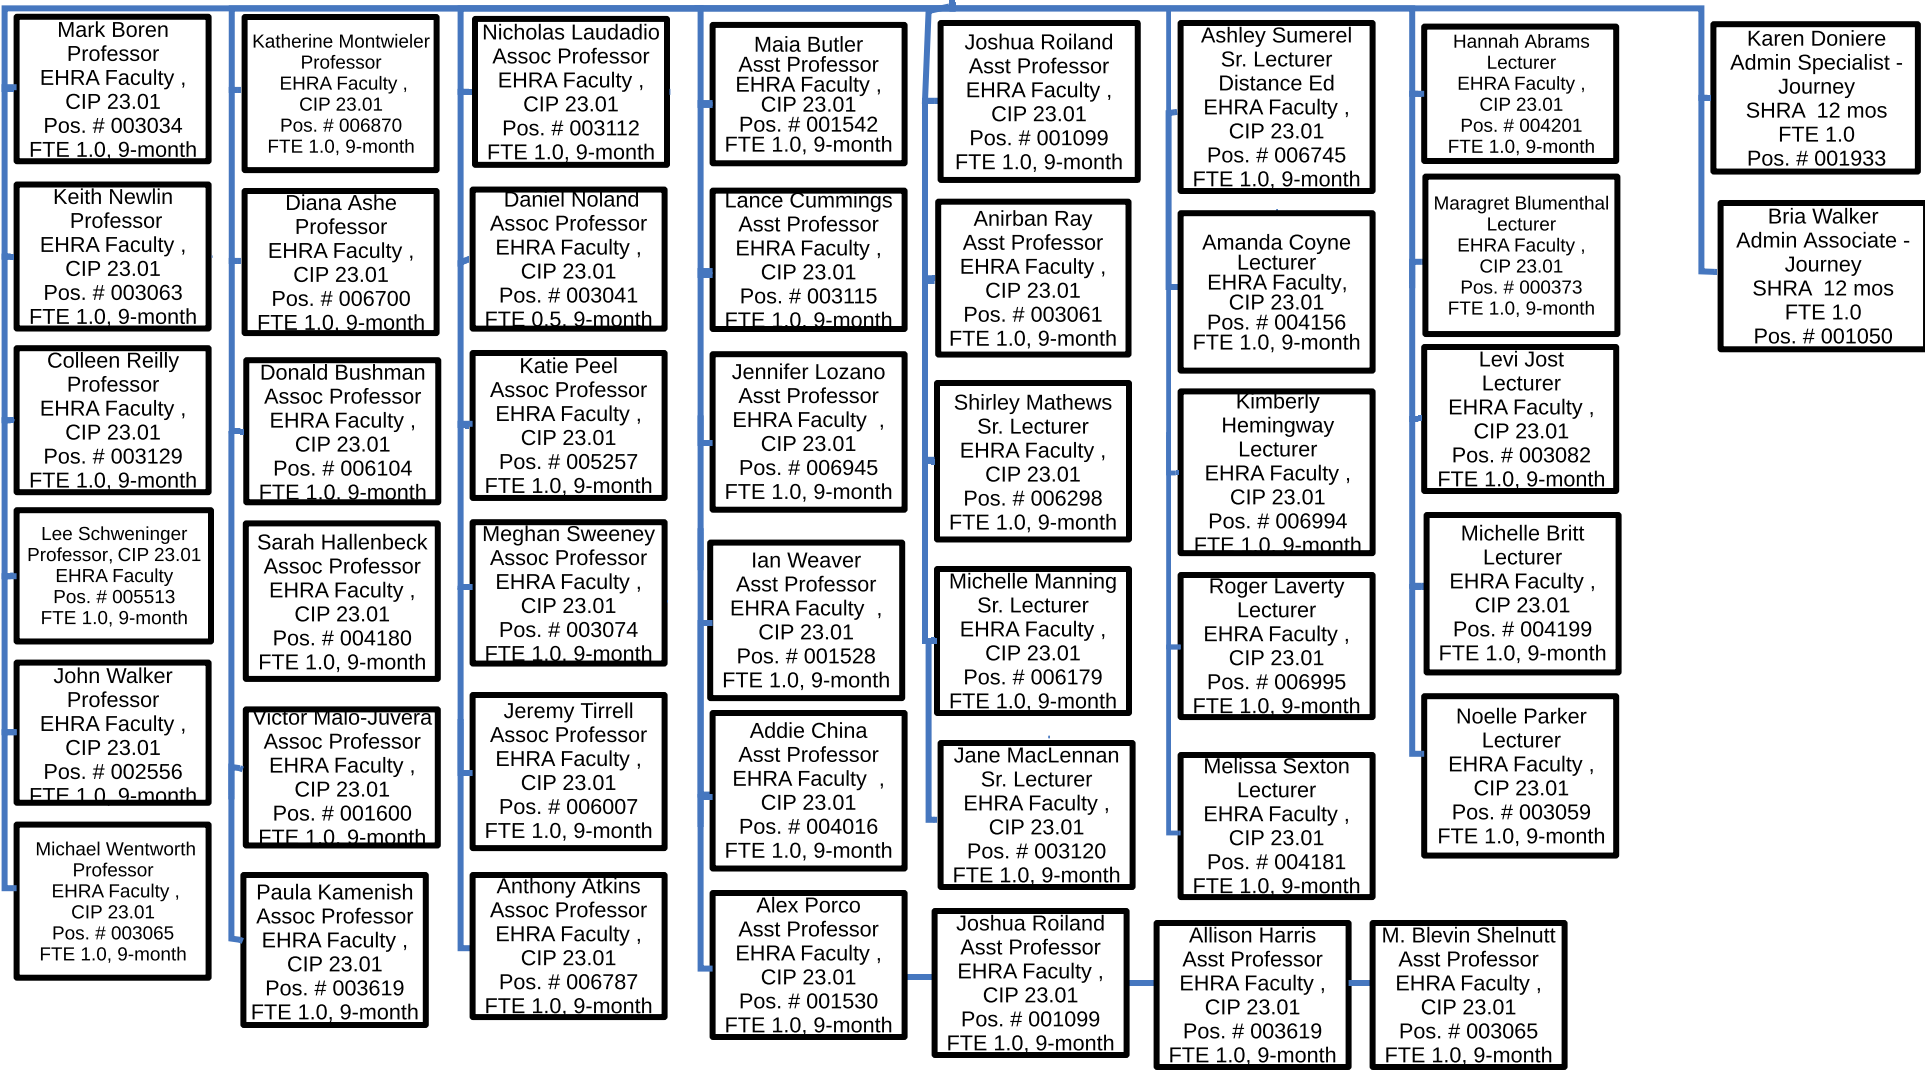 Mark Boren
Professor
EHRA Faculty ,
CIP 23.01
Pos. # 003034
FTE 1.0, 9-month
Keith Newlin
Professor
EHRA Faculty ,
CIP 23.01
Pos. # 003063
FTE 1.0, 9-month
Colleen Reilly
Professor
EHRA Faculty ,
CIP 23.01
Pos. # 003129
FTE 1.0, 9-month
Lee Schweninger
Professor, CIP 23.01
EHRA Faculty
Pos. # 005513
FTE 1.0, 9-month
John Walker
Professor
EHRA Faculty ,
CIP 23.01
Pos. # 002556
FTE 1.0, 9-month
Michael Wentworth
Professor
EHRA Faculty ,
CIP 23.01
Pos. # 003065
FTE 1.0, 9-month
Katherine Montwieler
Professor
EHRA Faculty ,
CIP 23.01
Pos. # 006870
FTE 1.0, 9-month
Diana Ashe
Professor
EHRA Faculty ,
CIP 23.01
Pos. # 006700
FTE 1.0, 9-month
Donald Bushman
Assoc Professor
EHRA Faculty ,
CIP 23.01
Pos. # 006104
FTE 1.0, 9-month
Sarah Hallenbeck
Assoc Professor
EHRA Faculty ,
CIP 23.01
Pos. # 004180
FTE 1.0, 9-month
Victor Malo-Juvera
Assoc Professor
EHRA Faculty ,
CIP 23.01
Pos. # 001600
FTE 1.0, 9-month
Paula Kamenish
Assoc Professor
EHRA Faculty ,
CIP 23.01
Pos. # 003619
FTE 1.0, 9-month
Nicholas Laudadio
Assoc Professor
EHRA Faculty ,
CIP 23.01
Pos. # 003112
FTE 1.0, 9-month
Daniel Noland
Assoc Professor
EHRA Faculty ,
CIP 23.01
Pos. # 003041
FTE 0.5, 9-month
Katie Peel
Assoc Professor
EHRA Faculty ,
CIP 23.01
Pos. # 005257
FTE 1.0, 9-month
Meghan Sweeney
Assoc Professor
EHRA Faculty ,
CIP 23.01
Pos. # 003074
FTE 1.0, 9-month
Jeremy Tirrell
Assoc Professor
EHRA Faculty ,
CIP 23.01
Pos. # 006007
FTE 1.0, 9-month
Anthony Atkins
Assoc Professor
EHRA Faculty ,
CIP 23.01
Pos. # 006787
FTE 1.0, 9-month
Maia Butler
Asst Professor
EHRA Faculty ,
CIP 23.01
Pos. # 001542
FTE 1.0, 9-month
Lance Cummings
Asst Professor
EHRA Faculty ,
CIP 23.01
Pos. # 003115
FTE 1.0, 9-month
Jennifer Lozano
Asst Professor
EHRA Faculty  ,
CIP 23.01
Pos. # 006945
FTE 1.0, 9-month
Ian Weaver
Asst Professor
EHRA Faculty  ,
CIP 23.01
Pos. # 001528
FTE 1.0, 9-month
Addie China
Asst Professor
EHRA Faculty  ,
CIP 23.01
Pos. # 004016
FTE 1.0, 9-month
Alex Porco
Asst Professor
EHRA Faculty ,
CIP 23.01
Pos. # 001530
FTE 1.0, 9-month
Joshua Roiland
Asst Professor
EHRA Faculty ,
CIP 23.01
Pos. # 001099
FTE 1.0, 9-month
Anirban Ray
Asst Professor
EHRA Faculty ,
CIP 23.01
Pos. # 003061
FTE 1.0, 9-month
Shirley Mathews
Sr. Lecturer
EHRA Faculty ,
CIP 23.01
Pos. # 006298
FTE 1.0, 9-month
Michelle Manning
Sr. Lecturer
EHRA Faculty ,
CIP 23.01
Pos. # 006179
FTE 1.0, 9-month
Jane MacLennan
Sr. Lecturer
EHRA Faculty ,
CIP 23.01
Pos. # 003120
FTE 1.0, 9-month
Joshua Roiland
Asst Professor
EHRA Faculty ,
CIP 23.01
Pos. # 001099
FTE 1.0, 9-month
Ashley Sumerel
Sr. Lecturer
Distance Ed
EHRA Faculty ,
CIP 23.01
Pos. # 006745
FTE 1.0, 9-month
Amanda Coyne
Lecturer
EHRA Faculty,
CIP 23.01
Pos. # 004156
FTE 1.0, 9-month
Kimberly
Hemingway
Lecturer
EHRA Faculty ,
CIP 23.01
Pos. # 006994
FTE 1.0, 9-month
Roger Laverty
Lecturer
EHRA Faculty ,
CIP 23.01
Pos. # 006995
FTE 1.0, 9-month
Melissa Sexton
Lecturer
EHRA Faculty ,
CIP 23.01
Pos. # 004181
FTE 1.0, 9-month
Allison Harris
Asst Professor
EHRA Faculty ,
CIP 23.01
Pos. # 003619
FTE 1.0, 9-month
Hannah Abrams
Lecturer
EHRA Faculty ,
CIP 23.01
Pos. # 004201
FTE 1.0, 9-month
Maragret Blumenthal
Lecturer
EHRA Faculty ,
CIP 23.01
Pos. # 000373
FTE 1.0, 9-month
Levi Jost
Lecturer
EHRA Faculty ,
CIP 23.01
Pos. # 003082
FTE 1.0, 9-month
Michelle Britt
Lecturer
EHRA Faculty ,
CIP 23.01
Pos. # 004199
FTE 1.0, 9-month
Noelle Parker
Lecturer
EHRA Faculty ,
CIP 23.01
Pos. # 003059
FTE 1.0, 9-month
M. Blevin Shelnutt
Asst Professor
EHRA Faculty ,
CIP 23.01
Pos. # 003065
FTE 1.0, 9-month
Karen Doniere
Admin Specialist -
Journey
SHRA  12 mos
FTE 1.0
Pos. # 001933
Bria Walker
Admin Associate -
Journey
SHRA  12 mos
FTE 1.0
Pos. # 001050